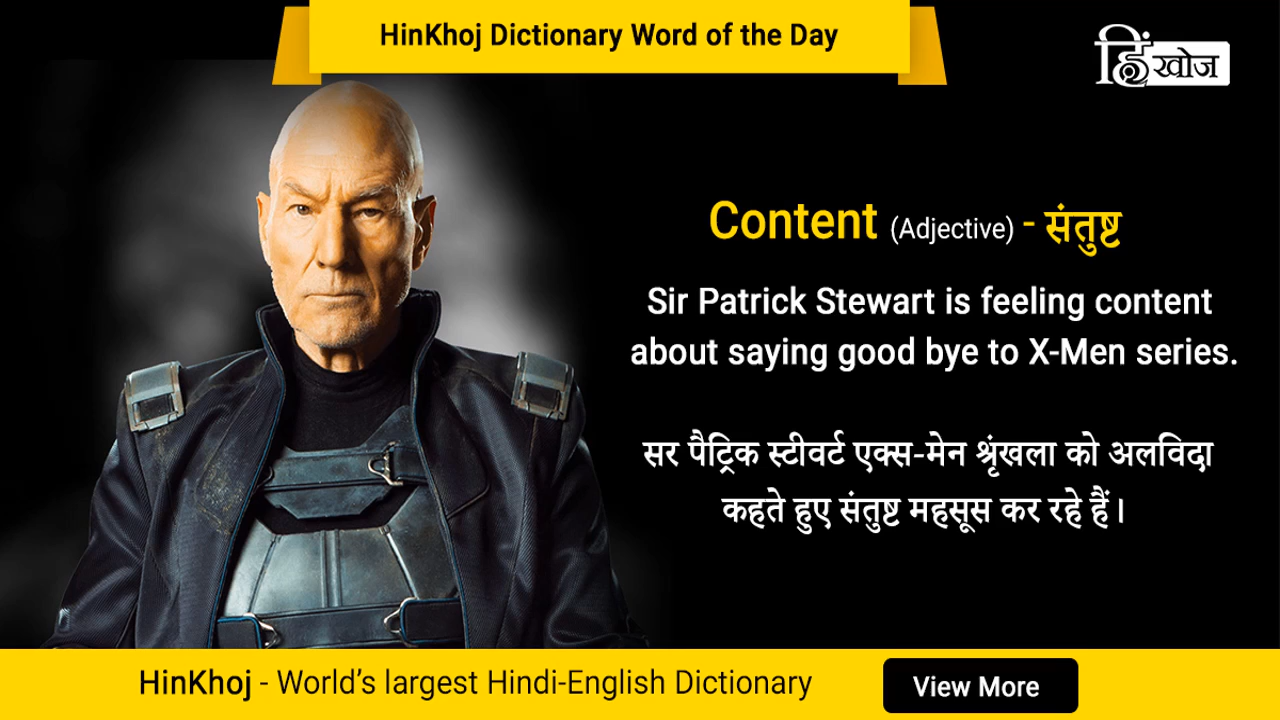 HinKhoj Dictionary Word of the Day
हिंखोज
Content (Adjective) - संतुष्ट
Sir Patrick Stewart is feeling content
about saying good bye to X-Men series.
सर पैट्रिक स्टीवर्ट एक्स-मेन श्रृंखला को अलविदा
कहते हुए संतुष्ट महसूस कर रहे हैं।
HinKhoj - World’s largest Hindi-English Dictionary
View More